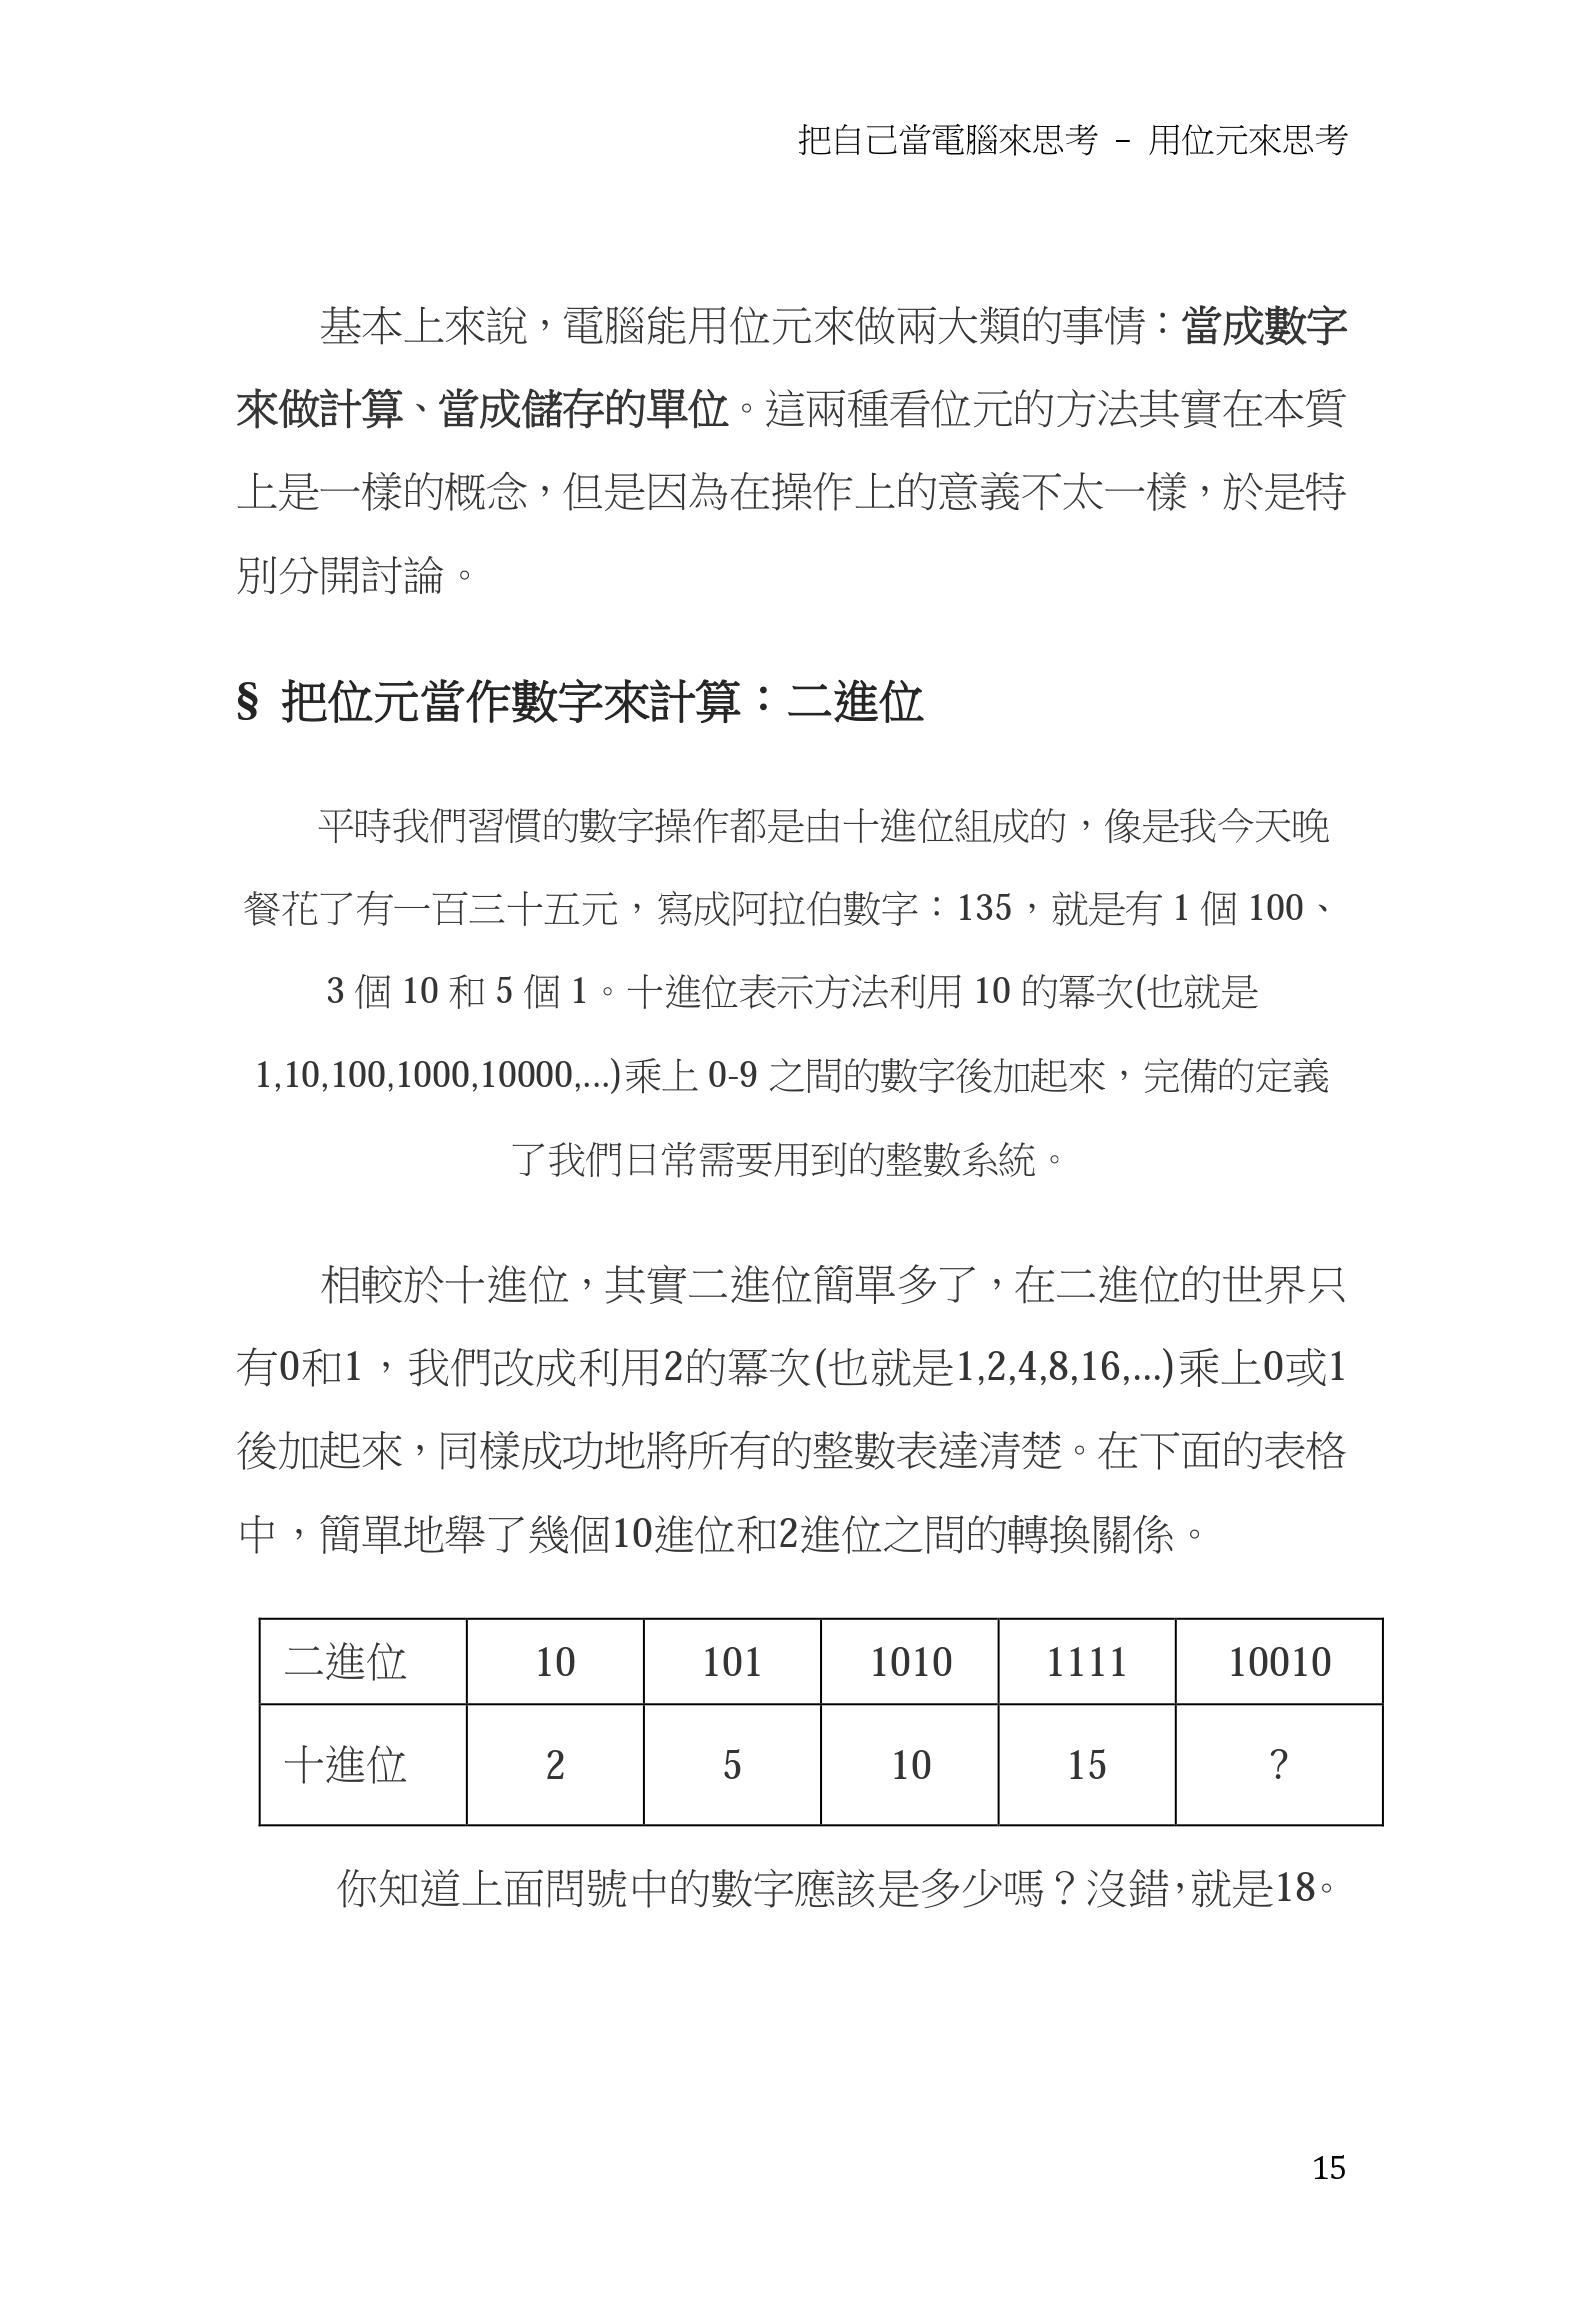 把自己當電腦來思考 – 用位元來思考
基本上來說，電腦能用位元來做兩大類的事情：當成數字
來做計算、當成儲存的單位。這兩種看位元的方法其實在本質
上是一樣的概念，但是因為在操作上的意義不太一樣，於是特
別分開討論。
§ 把位元當作數字來計算：二進位
平時我們習慣的數字操作都是由十進位組成的，像是我今天晚
餐花了有一百三十五元，寫成阿拉伯數字：135，就是有 1 個 100、
3 個 10 和 5 個 1。十進位表示方法利用 10 的冪次(也就是
1,10,100,1000,10000,...)乘上 0-9 之間的數字後加起來，完備的定義
了我們日常需要用到的整數系統。
相較於十進位，其實二進位簡單多了，在二進位的世界只
有0和1，我們改成利用2的冪次(也就是1,2,4,8,16,...)乘上0或1
後加起來，同樣成功地將所有的整數表達清楚。在下面的表格
中，簡單地舉了幾個10進位和2進位之間的轉換關係。
二進位 10 101 1010 1111 10010
十進位 2 5 10 15 ?
你知道上面問號中的數字應該是多少嗎？沒錯，就是18。
15